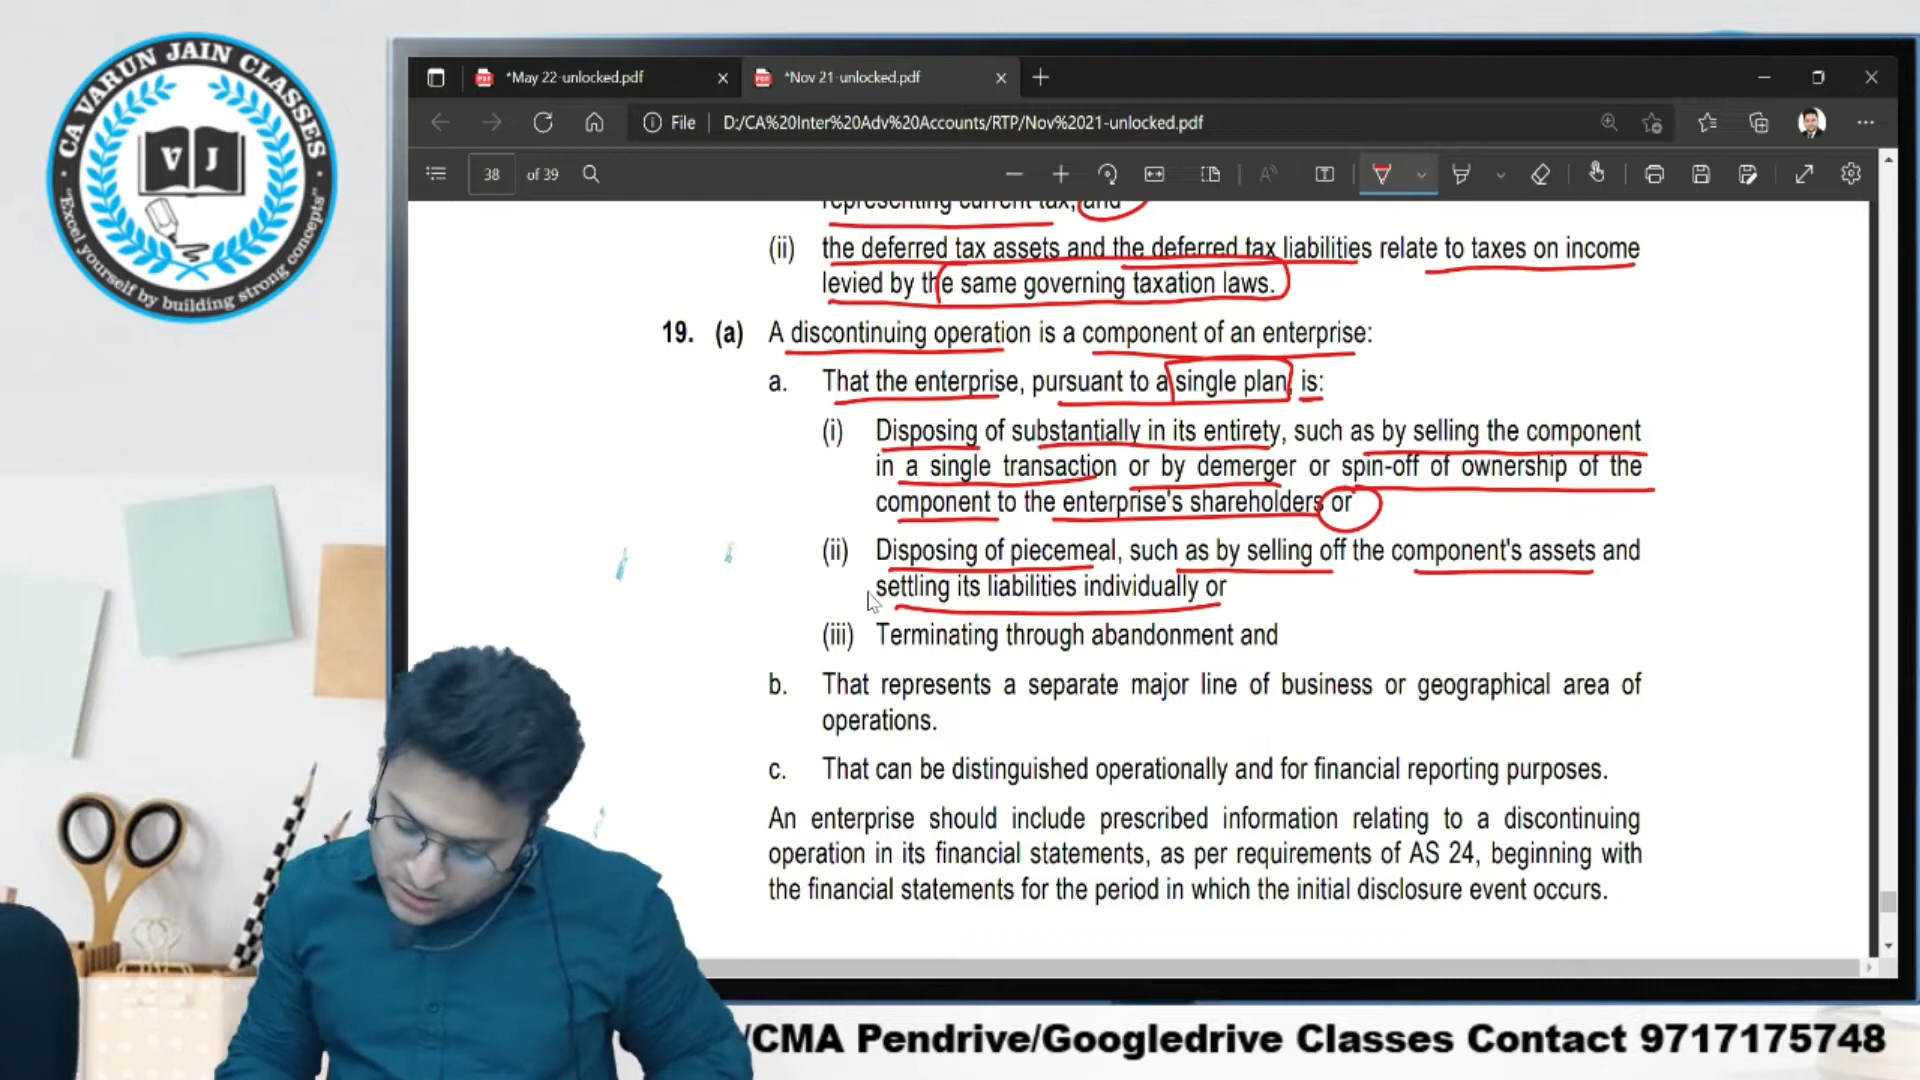 CA VARUN JAIN CLASSES
V J
"Excel yourself by building strong concepts"
*May 22-unlocked.pdf
*Nov 21-unlocked.pdf
File D:/CA%20Inter%20Adv%20Accounts/RTP/Nov%2021-unlocked.pdf
38 of 39
representing current tax, and
(ii) the deferred tax assets and the deferred tax liabilities relate to taxes on income
levied by the same governing taxation laws.
19. (a) A discontinuing operation is a component of an enterprise:
a. That the enterprise, pursuant to a single plan, is:
(i) Disposing of substantially in its entirety, such as by selling the component
in a single transaction or by demerger or spin-off of ownership of the
component to the enterprise's shareholders or
(ii) Disposing of piecemeal, such as by selling off the component's assets and
settling its liabilities individually or
(iii) Terminating through abandonment and
b. That represents a separate major line of business or geographical area of
operations.
c. That can be distinguished operationally and for financial reporting purposes.
An enterprise should include prescribed information relating to a discontinuing
operation in its financial statements, as per requirements of AS 24, beginning with
the financial statements for the period in which the initial disclosure event occurs.
/CMA Pendrive/Googledrive Classes Contact 9717175748